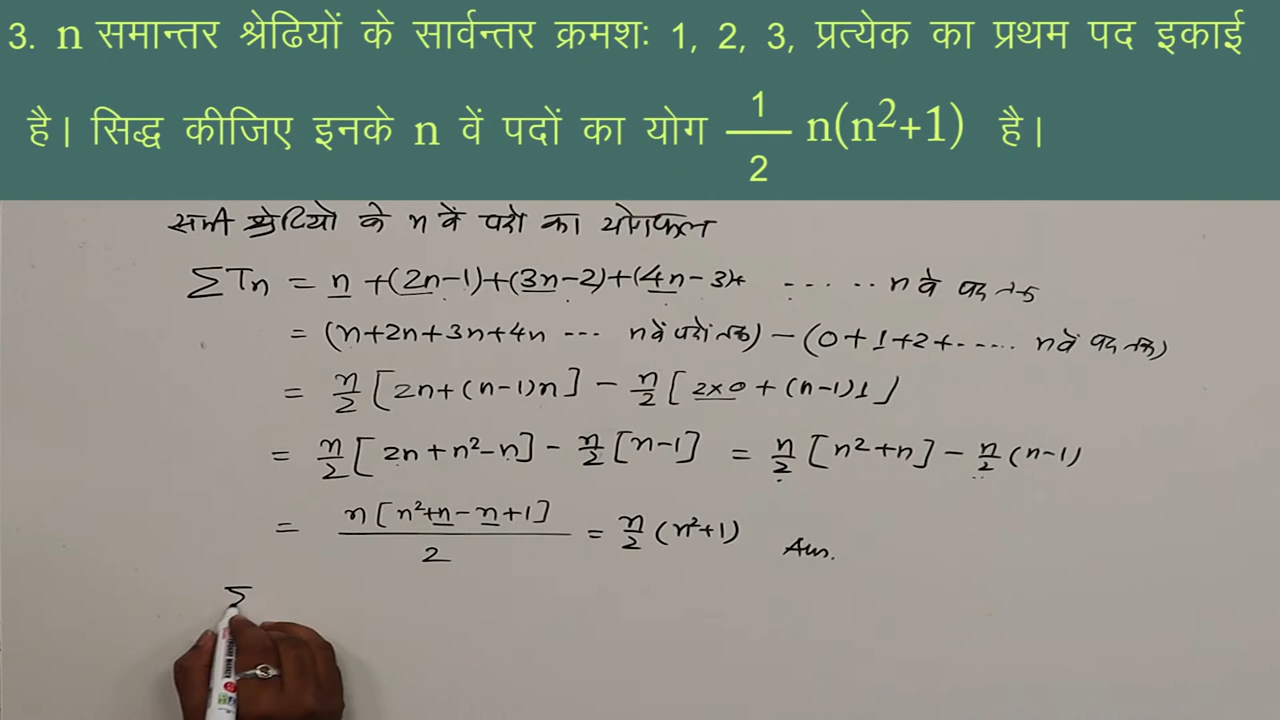 3. n समान्तर श्रेढियों के सार्वन्तर क्रमशः 1, 2, 3, प्रत्येक का प्रथम पद इकाई
है। सिद्ध कीजिए इनके n वें पदों का योग 1/2 n(n²+1) है।
सभी श्रेढियों के n वें पदों का योगफल
∑Tn = n +(2n-1)+(3n-2)+(4n-3)+ ...... n वें पद तक
= (n+2n+3n+4n ... n वें पदों तक) - (0+1+2+..... n वें पद तक)
= n/2 [2n+(n-1)n] - n/2 [2×0 + (n-1)1]
= n/2 [2n+n²-n] - n/2 [n-1] = n/2 [n²+n] - n/2 (n-1)
= n[n²+n-n+1]/2 = n/2 (n²+1) Ans.
∑